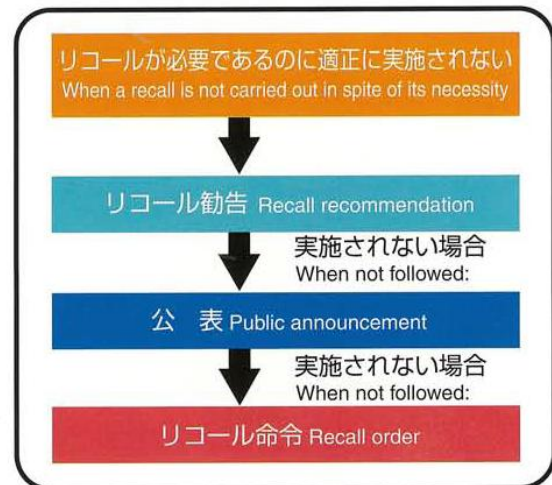 リコールが必要であるのに適正に実施されない
When a recall is not carried out in spite of its necessity
リコール勧告 Recall recommendation
実施されない場合
When not followed:
公 表 Public announcement
実施されない場合
When not followed:
リコール命令 Recall order